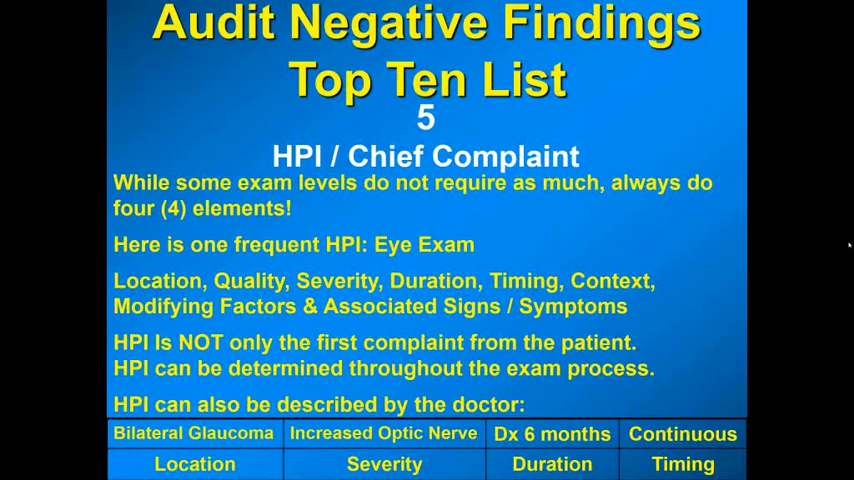 Audit Negative Findings
Top Ten List
5
HPI / Chief Complaint
While some exam levels do not require as much, always do
four (4) elements!
Here is one frequent HPI: Eye Exam
Location, Quality, Severity, Duration, Timing, Context,
Modifying Factors & Associated Signs / Symptoms
HPI Is NOT only the first complaint from the patient.
HPI can be determined throughout the exam process.
HPI can also be described by the doctor:
Bilateral Glaucoma Increased Optic Nerve Dx 6 months Continuous
Location Severity Duration Timing